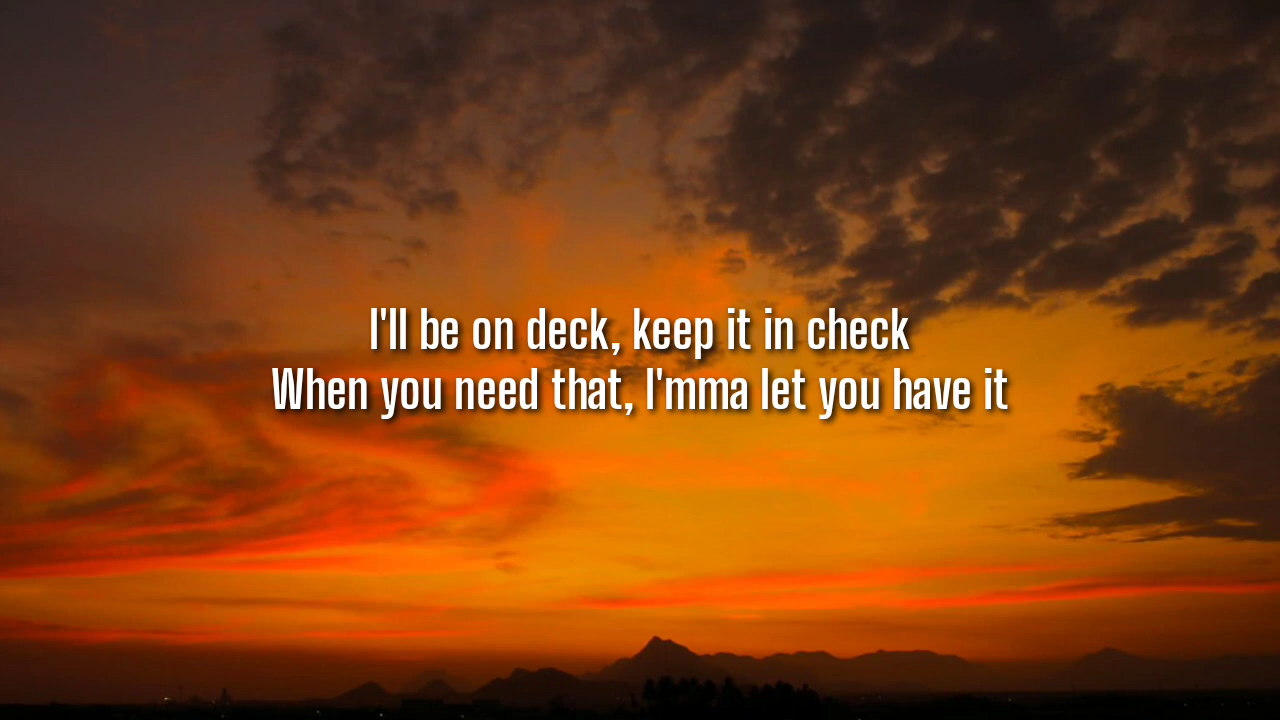 I'll be on deck, keep it in check
When you need that, I'mma let you have it